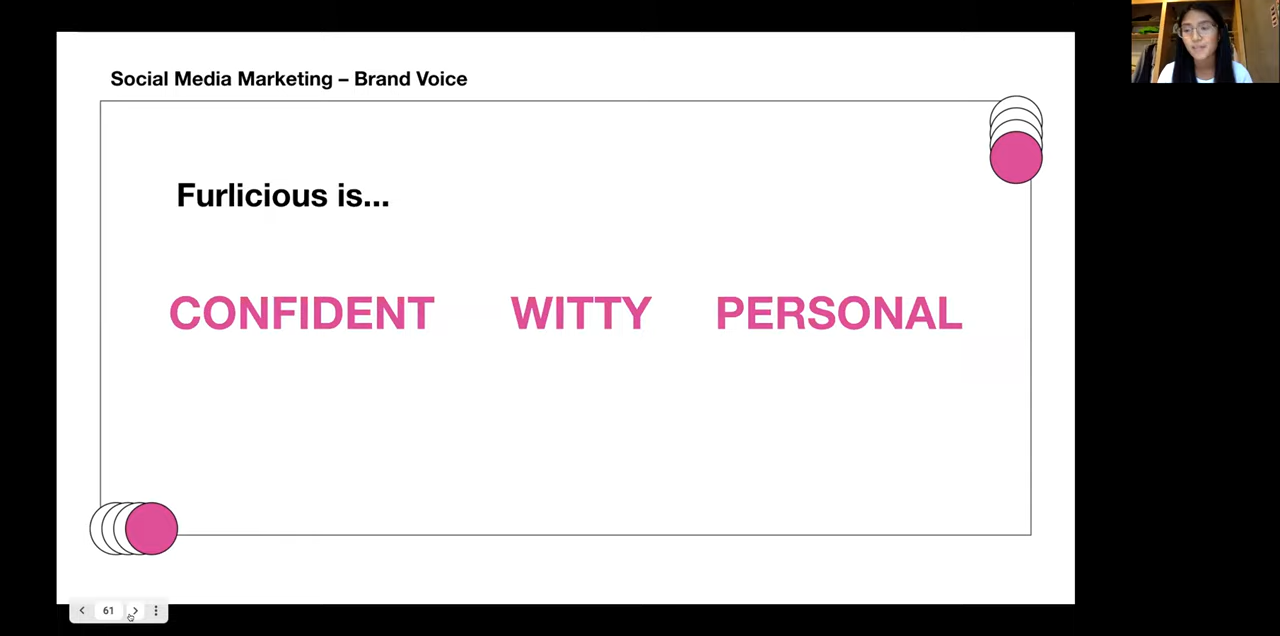 Social Media Marketing – Brand Voice
Furlicious is...
CONFIDENT WITTY PERSONAL
61